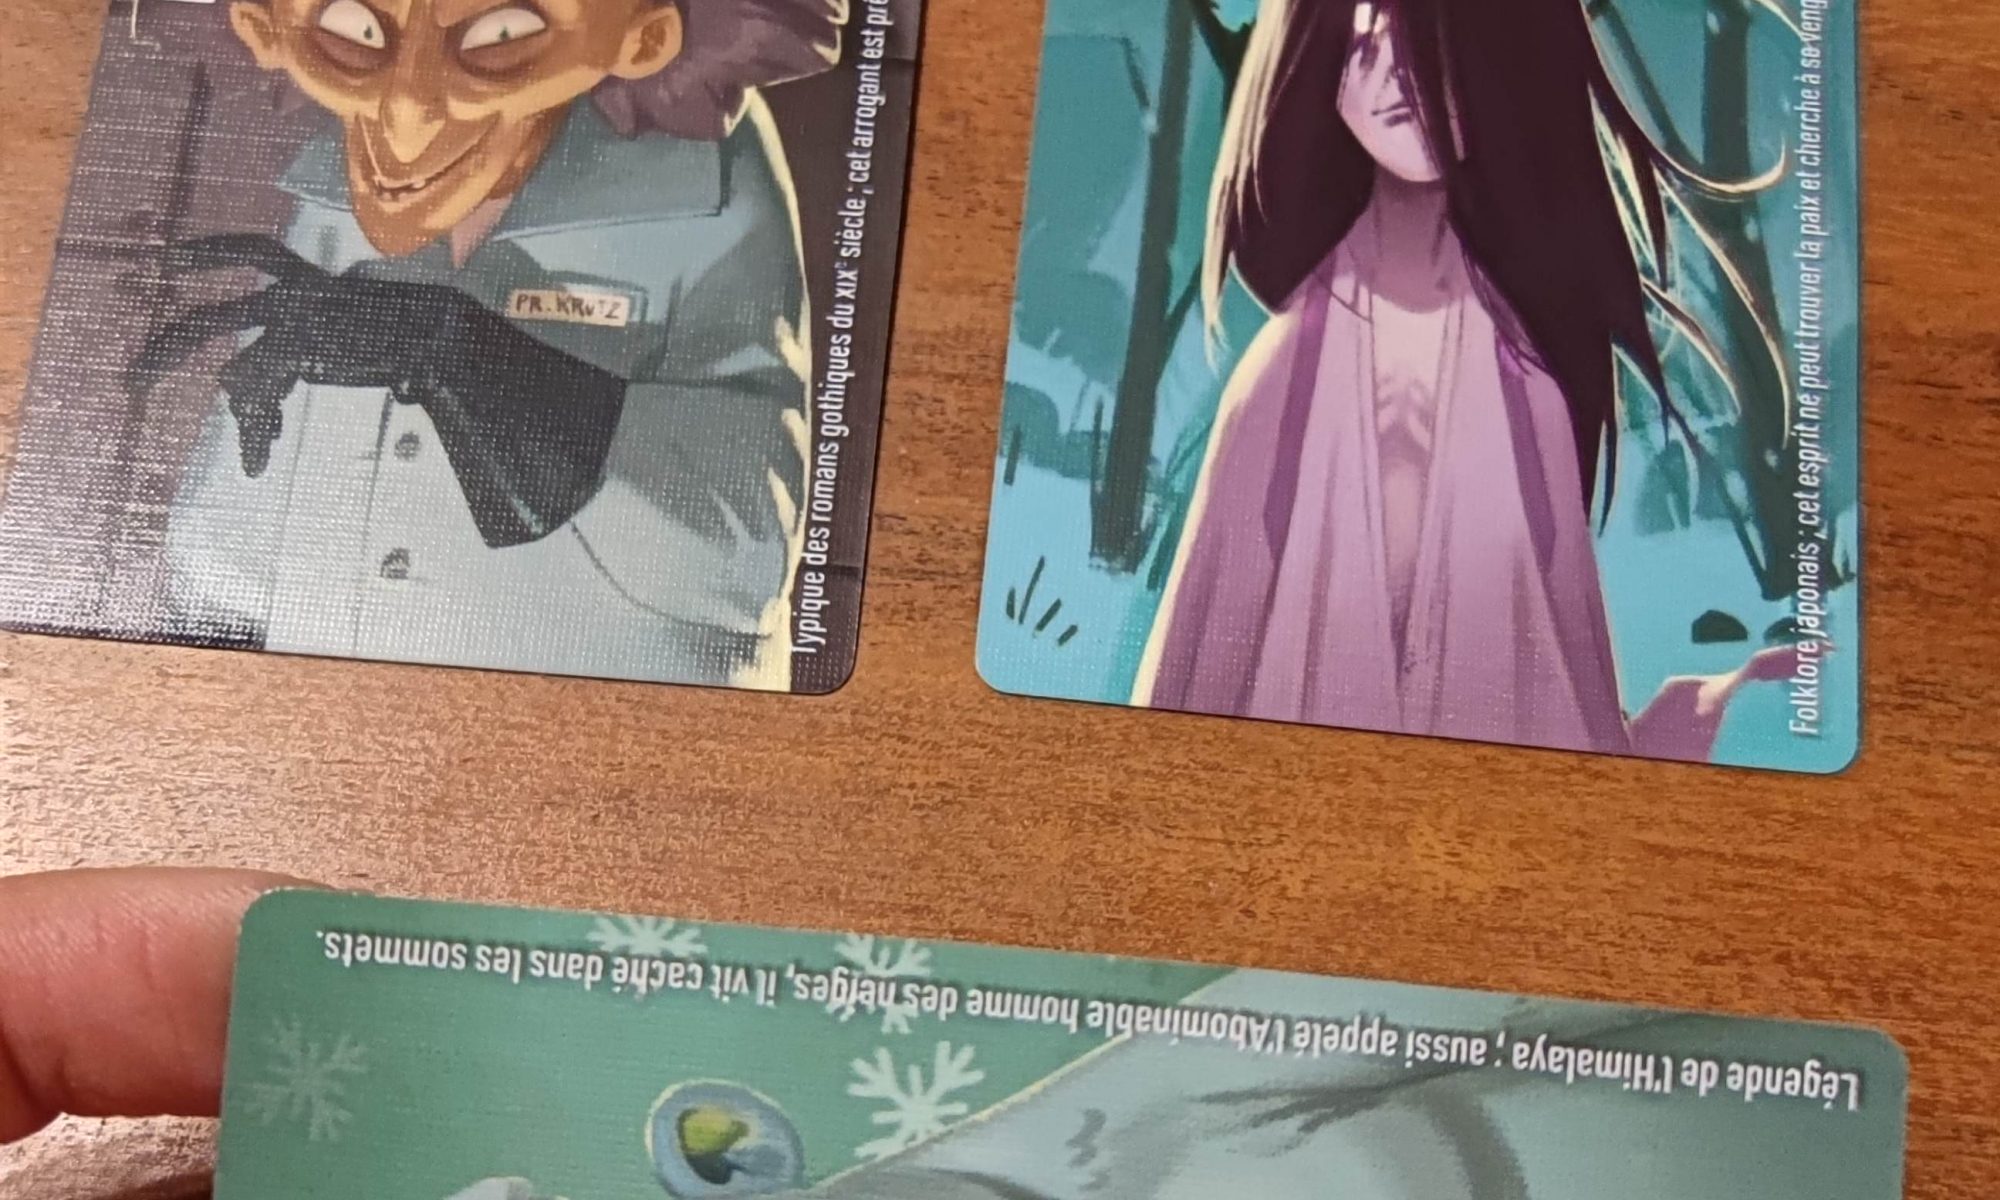 PR. KRUTZ
Typique des romans gothiques du XIXᵉ siècle ; cet arrogant est
Folklore japonais ; cet esprit ne peut trouver la paix et cherche à se
Légende de l'Himalaya ; aussi appelé l'Abominable homme des neiges, il vit caché dans les sommets.